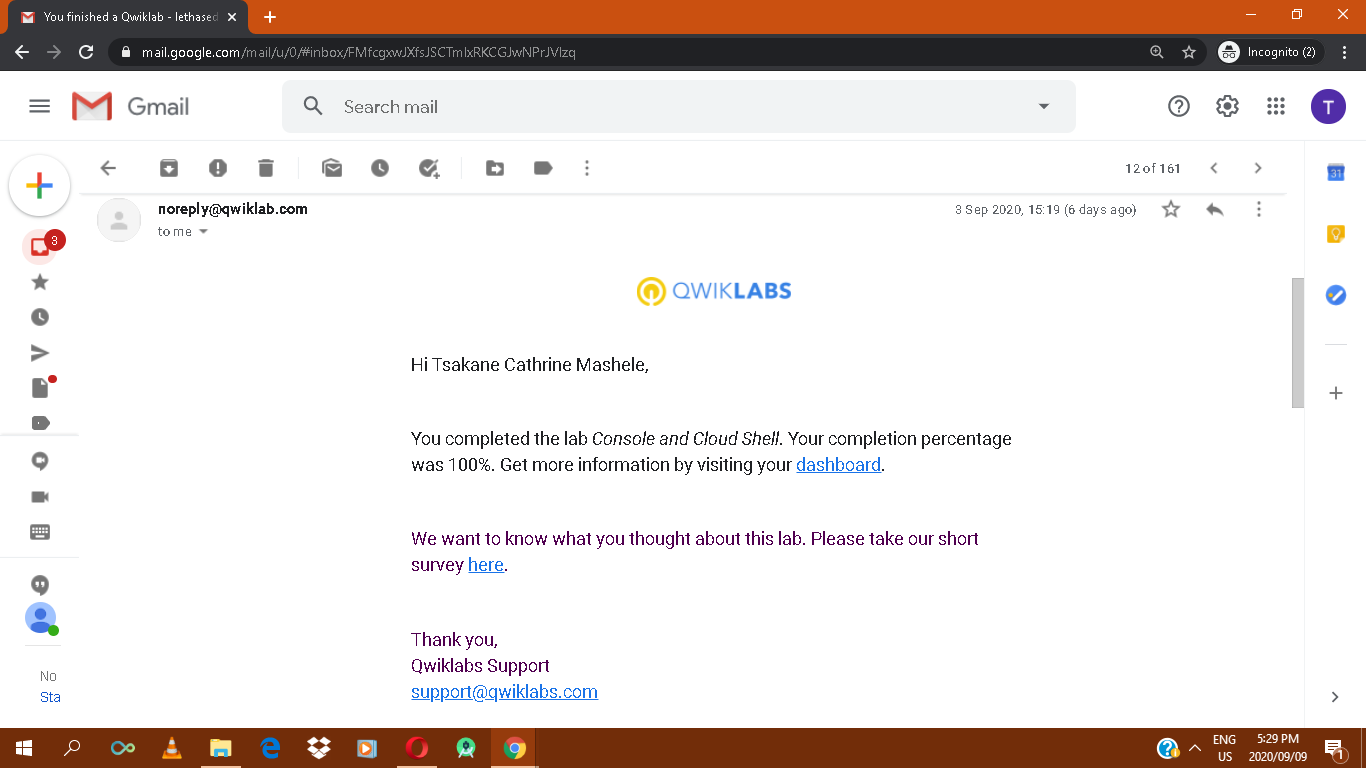 You finished a Qwiklab - lethased
mail.google.com/mail/u/0/#inbox/FMfcgxwJXfsJSCTmlxRKCGJwNPrJVlzq
Incognito (2)
Gmail
Search mail
T
12 of 161
31
noreply@qwiklab.com
3 Sep 2020, 15:19 (6 days ago)
to me
3
QWIKLABS
Hi Tsakane Cathrine Mashele,
You completed the lab Console and Cloud Shell. Your completion percentage
was 100%. Get more information by visiting your dashboard.
We want to know what you thought about this lab. Please take our short
survey here.
Thank you,
Qwiklabs Support
support@qwiklabs.com
No
Sta
ENG
US
5:29 PM
2020/09/09
1